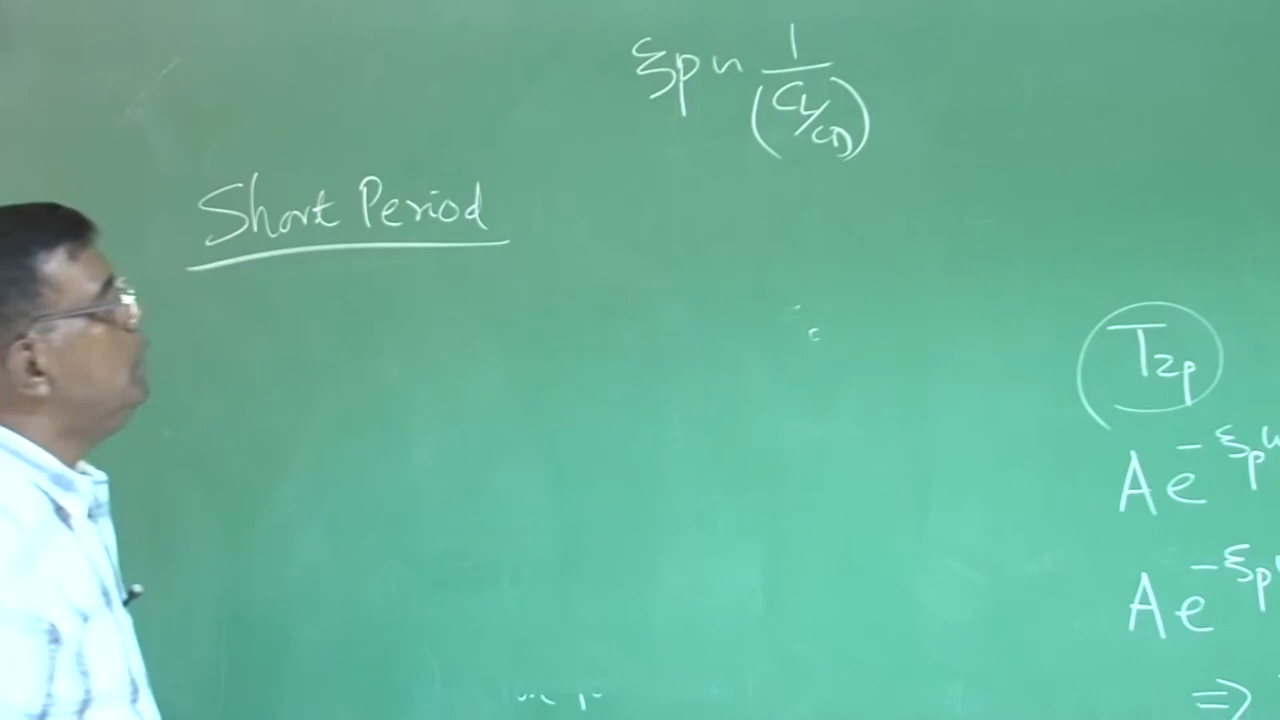 ξp ~ 1/(CL/CD)
Short Period
T2p
A e^-ξp
A e^-ξp
⇒